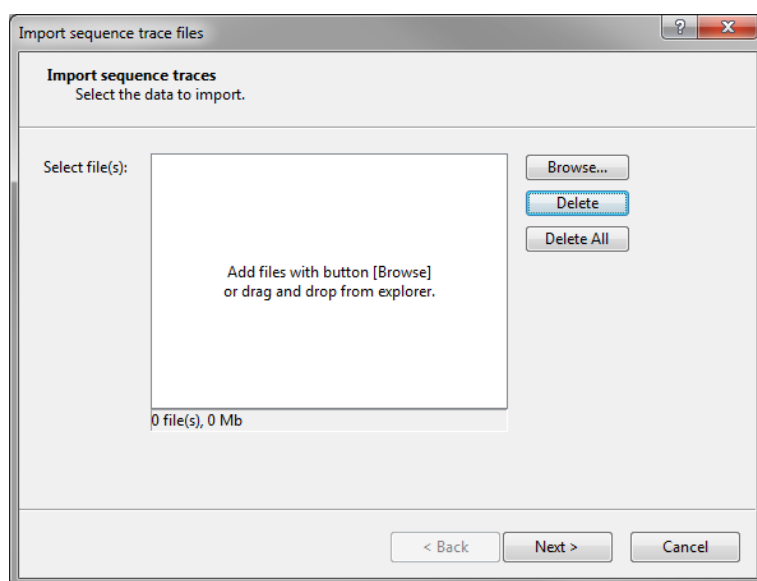 Import sequence trace files
?
Import sequence traces
Select the data to import.
Select file(s):
Browse...
Delete
Delete All
Add files with button [Browse]
or drag and drop from explorer.
0 file(s), 0 Mb
< Back
Next >
Cancel